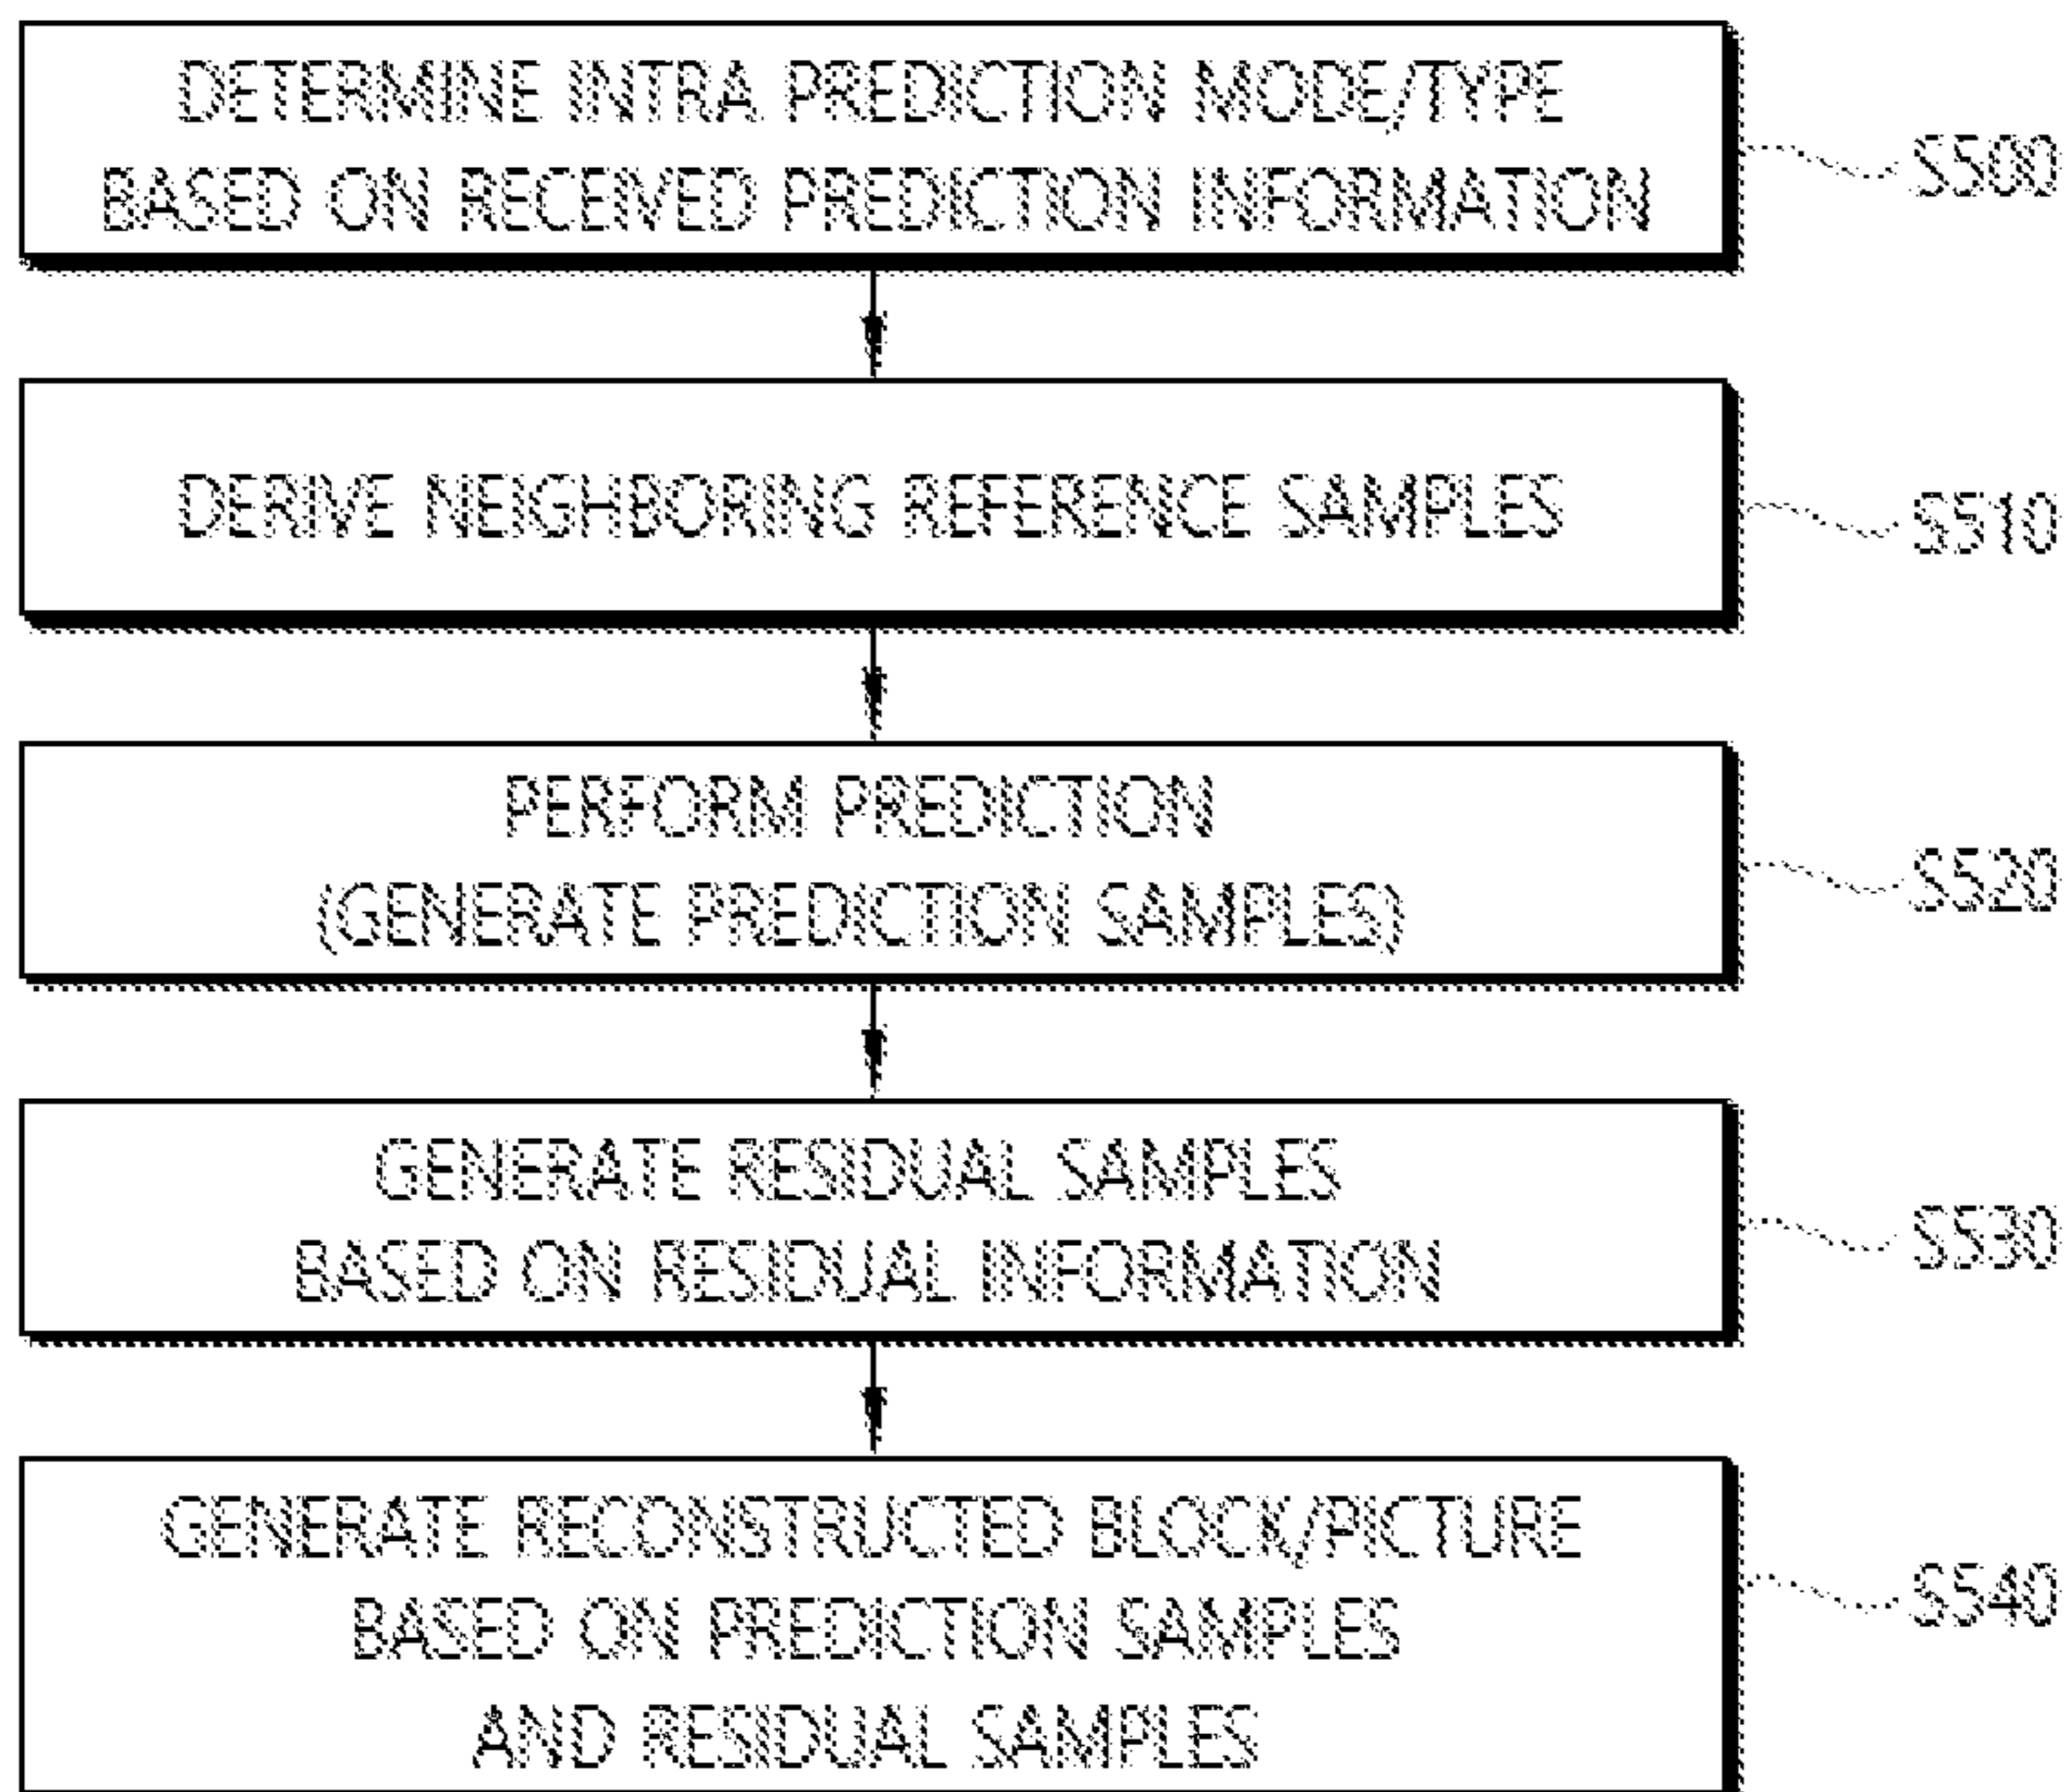 DETERMINE INTRA PREDICTION MODE/TYPE
BASED ON RECEIVED PREDICTION INFORMATION
S500
DERIVE NEIGHBORING REFERENCE SAMPLES
S510
PERFORM PREDICTION
(GENERATE PREDICTION SAMPLES)
S520
GENERATE RESIDUAL SAMPLES
BASED ON RESIDUAL INFORMATION
S530
GENERATE RECONSTRUCTED BLOCK/PICTURE
BASED ON PREDICTION SAMPLES
AND RESIDUAL SAMPLES
S540